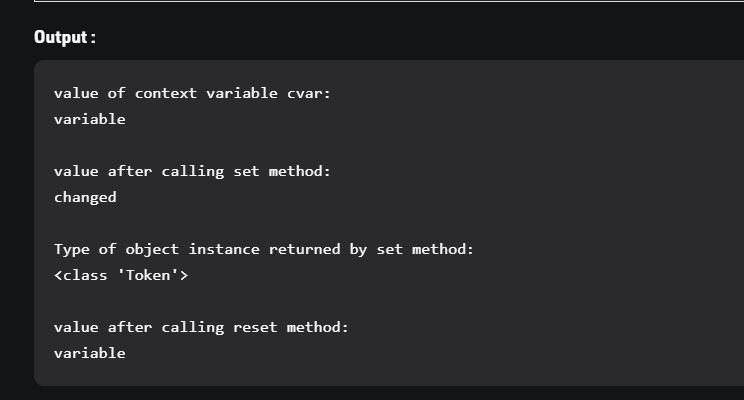 Output :
value of context variable cvar:
variable
value after calling set method:
changed
Type of object instance returned by set method:
<class 'Token'>
value after calling reset method:
variable